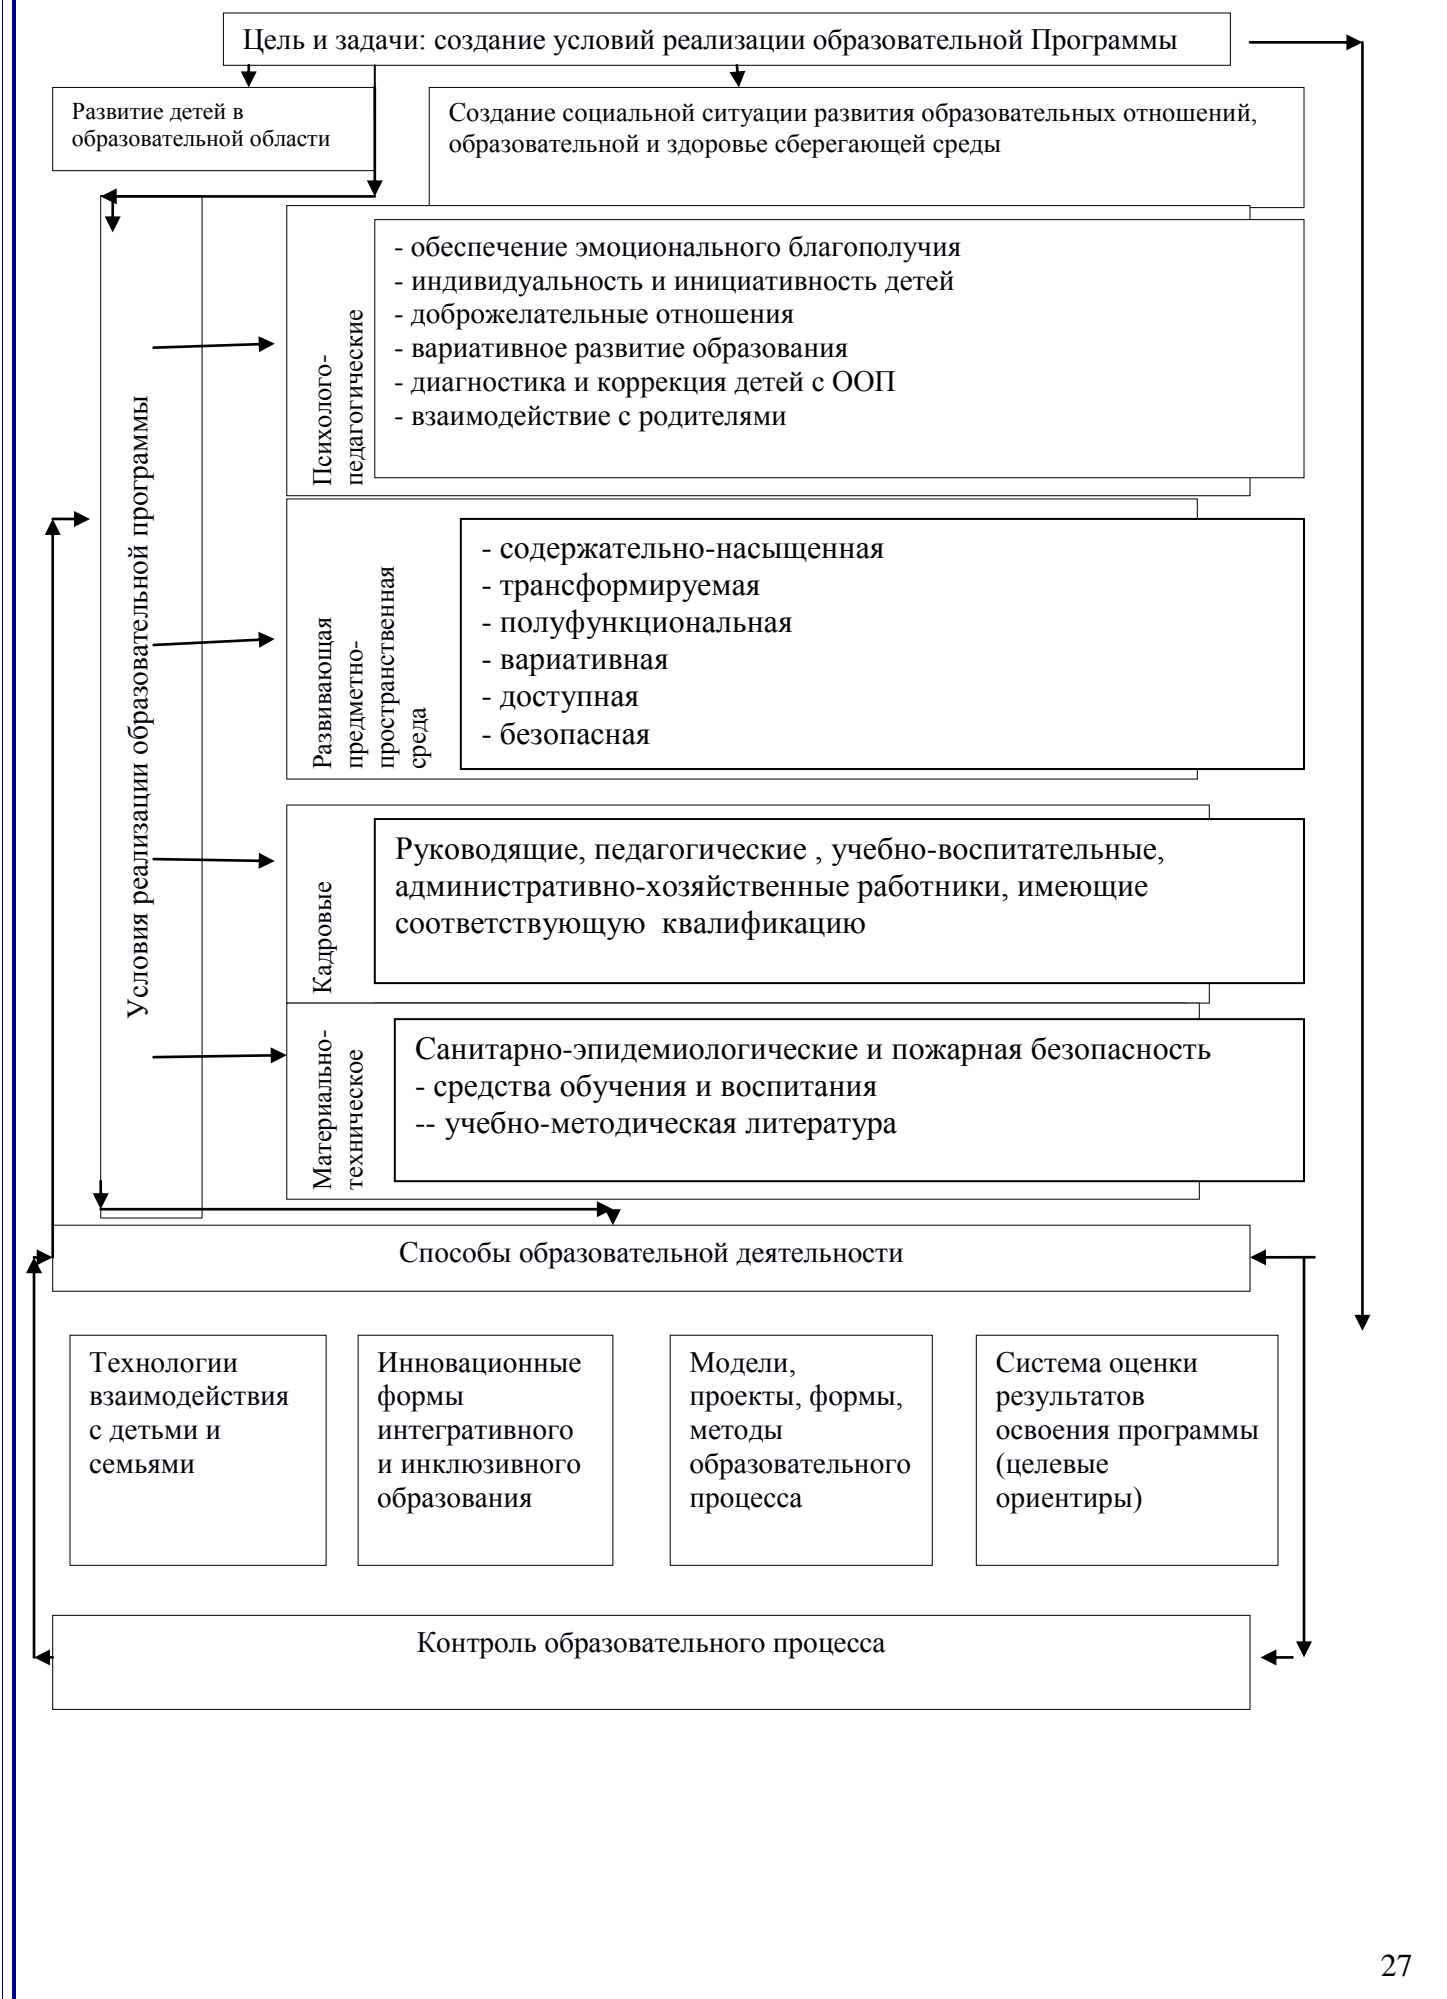 Цель и задачи: создание условий реализации образовательной Программы
Развитие детей в
образовательной области
Создание социальной ситуации развития образовательных отношений,
образовательной и здоровье сберегающей среды
Условия реализации образовательной программы
Психолого-
педагогические
- обеспечение эмоционального благополучия
- индивидуальность и инициативность детей
- доброжелательные отношения
- вариативное развитие образования
- диагностика и коррекция детей с ООП
- взаимодействие с родителями
Развивающая
предметно-
пространственная
среда
- содержательно-насыщенная
- трансформируемая
- полуфункциональная
- вариативная
- доступная
- безопасная
Кадровые
Руководящие, педагогические , учебно-воспитательные,
административно-хозяйственные работники, имеющие
соответствующую  квалификацию
Материально-
техническое
Санитарно-эпидемиологические и пожарная безопасность
- средства обучения и воспитания
-- учебно-методическая литература
Способы образовательной деятельности
Технологии
взаимодействия
с детьми и
семьями
Инновационные
формы
интегративного
и инклюзивного
образования
Модели,
проекты, формы,
методы
образовательного
процесса
Система оценки
результатов
освоения программы
(целевые
ориентиры)
Контроль образовательного процесса
27